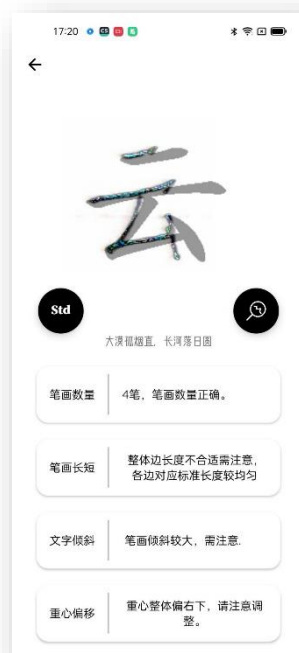 17:20
云
Std
大漠孤烟直，长河落日圆
笔画数量 4笔，笔画数量正确。
笔画长短 整体边长度不合适需注意，
各边对应标准长度较均匀
文字倾斜 笔画倾斜较大，需注意.
重心偏移 重心整体偏右下，请注意调
整。